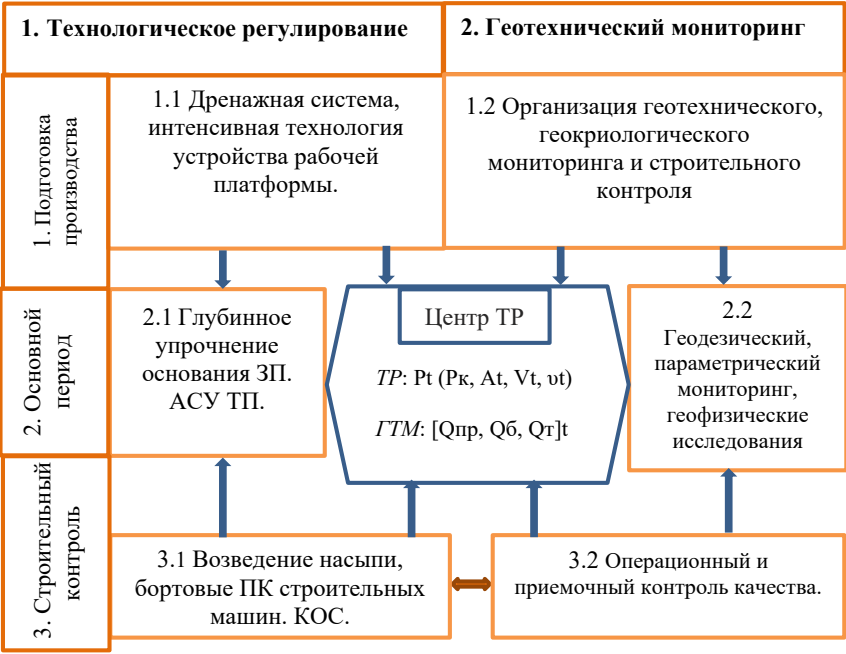 1. Технологическое регулирование
2. Геотехнический мониторинг
1. Подготовка
производства
1.1 Дренажная система,
интенсивная технология
устройства рабочей
платформы.
1.2 Организация геотехнического,
геокриологического
мониторинга и строительного
контроля
2. Основной
период
2.1 Глубинное
упрочнение
основания ЗП.
АСУ ТП.
Центр ТР
ТР: Pt (Pк, At, Vt, υt)
ГТМ: [Qпр, Qб, Qт]t
2.2
Геодезический,
параметрический
мониторинг,
геофизические
исследования
3. Строительный
контроль
3.1 Возведение насыпи,
бортовые ПК строительных
машин. КОС.
3.2 Операционный и
приемочный контроль качества.